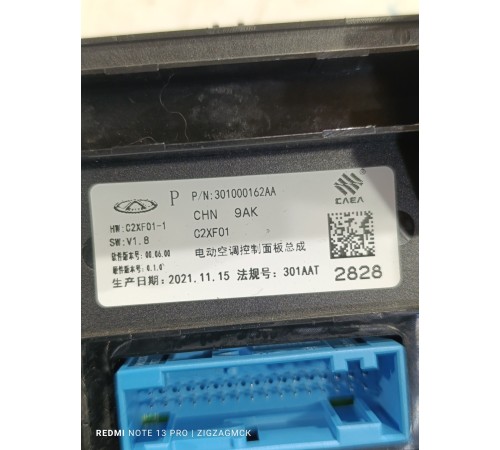 P P/N:301000162AA
CAEA
CHN 9AK
HW:C2XF01-1
C2XF01
SW:V1.8
软件版本号: 00.06.00
电动空调控制面板总成
硬件版本号: 0.1.0
生产日期: 2021.11.15 法规号: 301AAT 2828
REDMI NOTE 13 PRO | ZIGZAGMCK